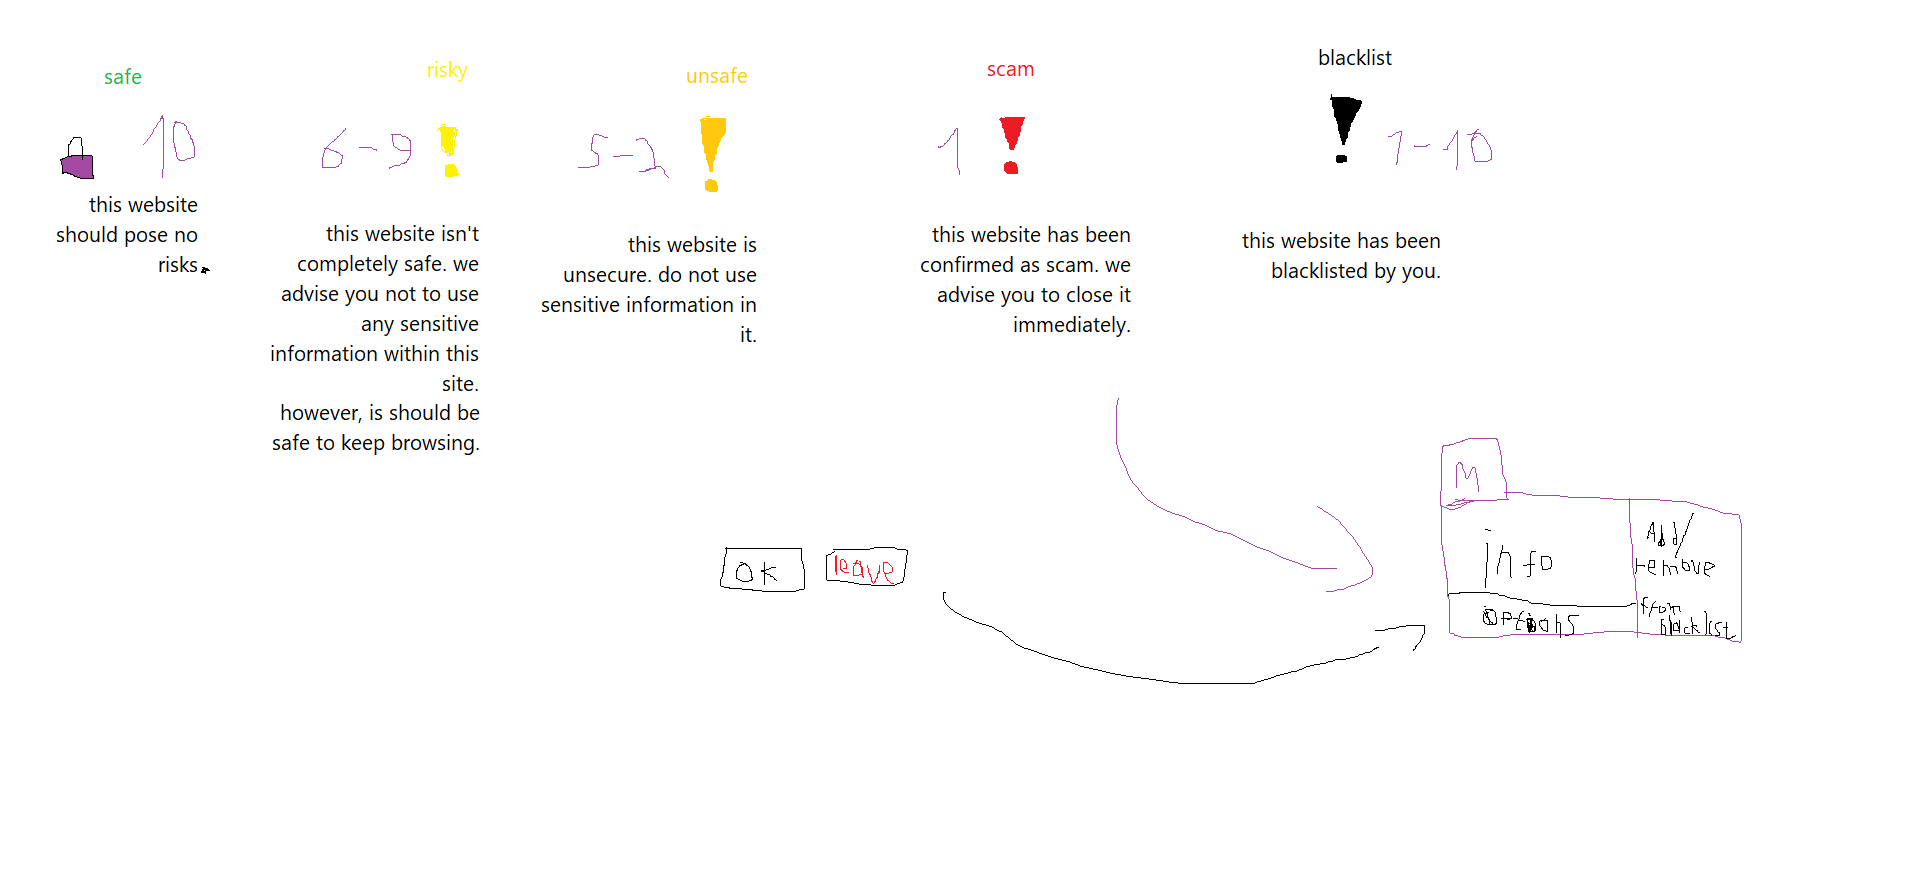 safe
10
this website
should pose no
risks.
risky
6-9
this website isn't
completely safe. we
advise you not to use
any sensitive
information within this
site.
however, is should be
safe to keep browsing.
unsafe
5-2
this website is
unsecure. do not use
sensitive information in
it.
scam
1
this website has been
confirmed as scam. we
advise you to close it
immediately.
blacklist
1-10
this website has been
blacklisted by you.
OK
leave
M
info
options
Add/
remove
from
blacklist